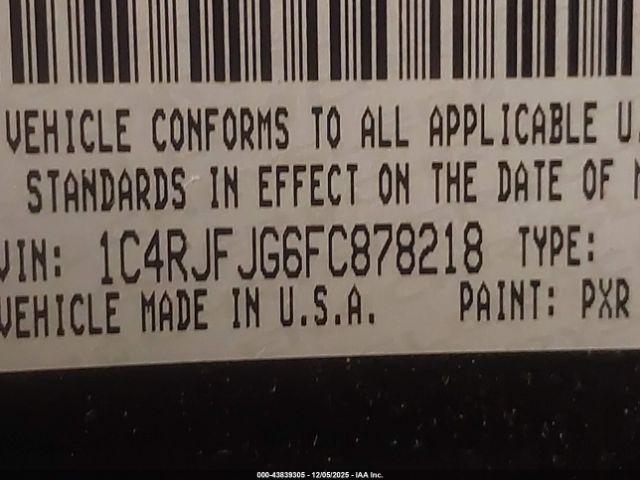 VEHICLE CONFORMS TO ALL APPLICABLE U.
STANDARDS IN EFFECT ON THE DATE OF
VIN: 1C4RJFJG6FC878218 TYPE:
VEHICLE MADE IN U.S.A. PAINT: PXR
000-43839305 - 12/05/2025 - IAA Inc.